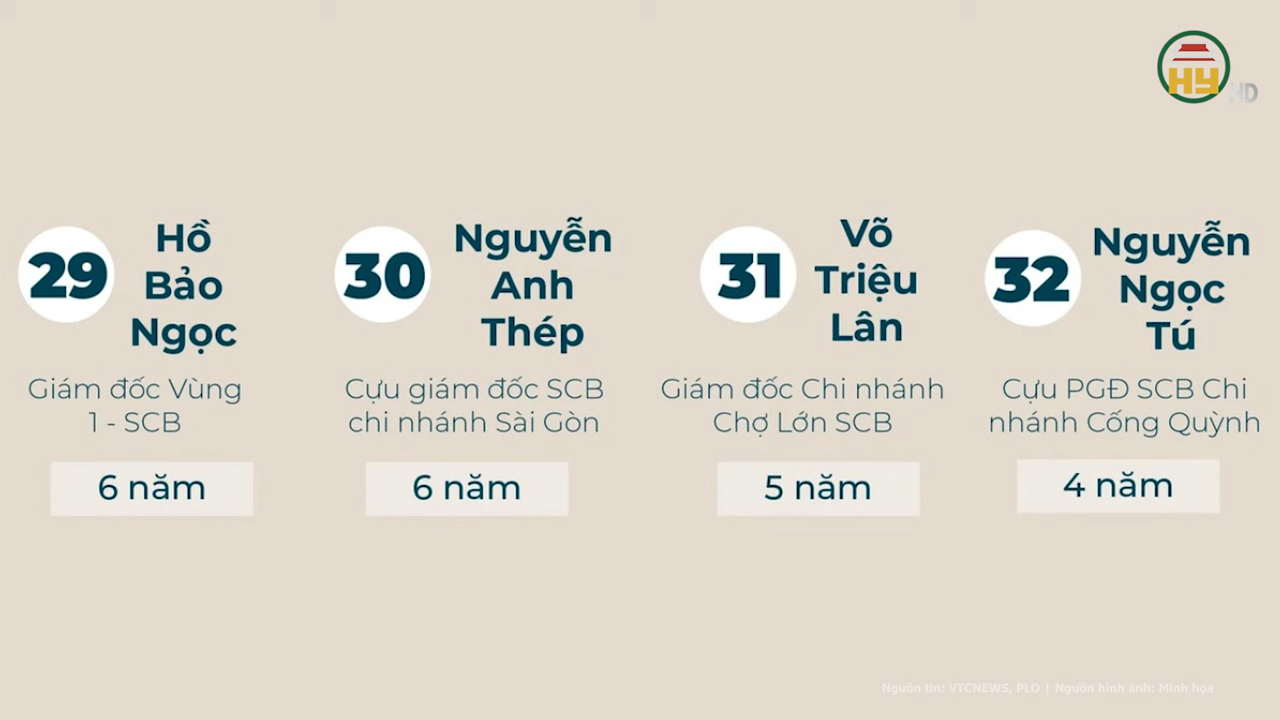 HY
HD
29
Hồ
Bảo
Ngọc
Giám đốc Vùng
1 - SCB
6 năm
30
Nguyễn
Anh
Thép
Cựu giám đốc SCB
chi nhánh Sài Gòn
6 năm
31
Võ
Triệu
Lân
Giám đốc Chi nhánh
Chợ Lớn SCB
5 năm
32
Nguyễn
Ngọc
Tú
Cựu PGĐ SCB Chi
nhánh Cống Quỳnh
4 năm
Nguồn tin: VTCNEWS, PLO | Nguồn hình ảnh: Minh họa